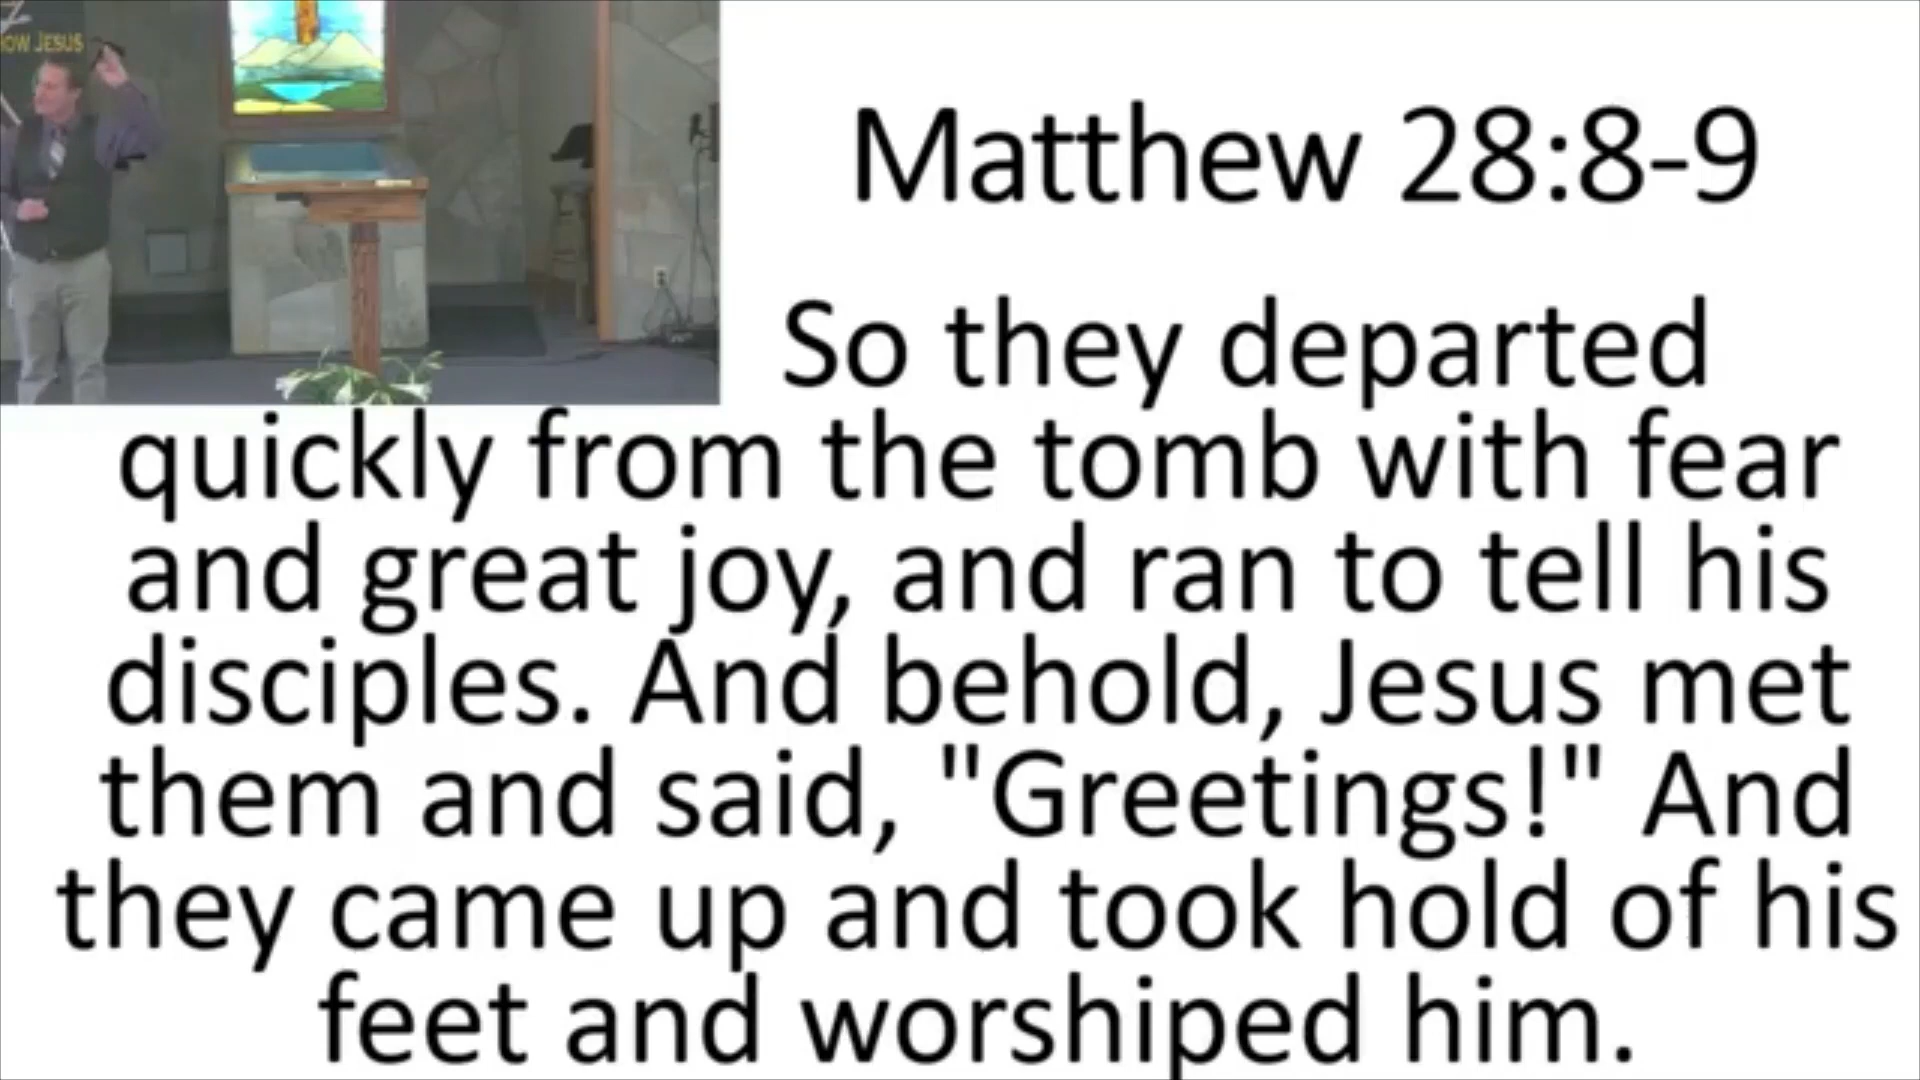 OW JESUS
Matthew 28:8-9
So they departed
quickly from the tomb with fear
and great joy, and ran to tell his
disciples. And behold, Jesus met
them and said, "Greetings!" And
they came up and took hold of his
feet and worshiped him.